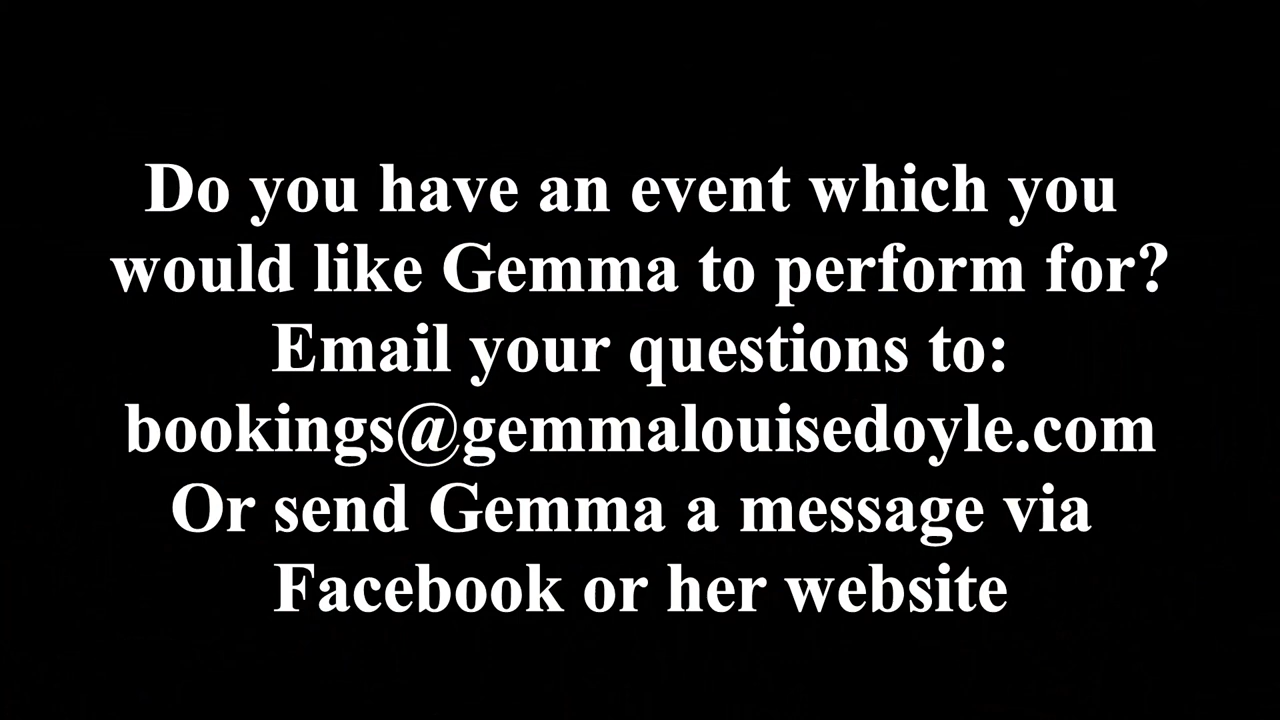 Do you have an event which you
would like Gemma to perform for?
Email your questions to:
bookings@gemmalouisedoyle.com
Or send Gemma a message via
Facebook or her website